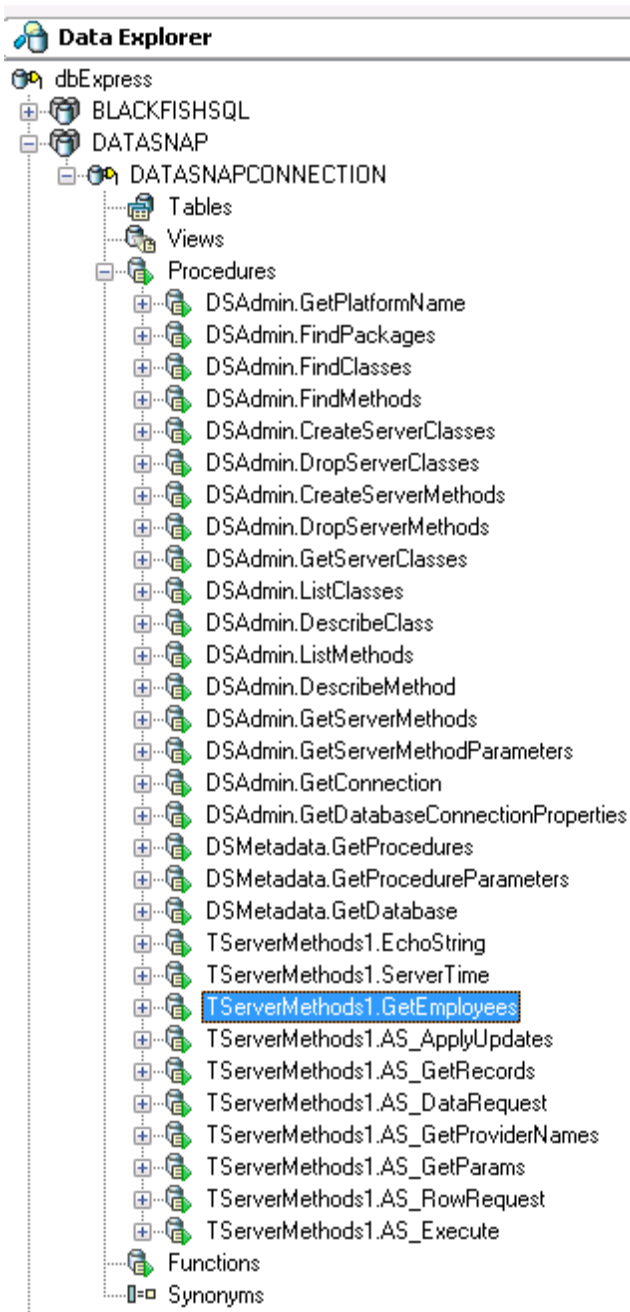 Data Explorer
dbExpress
BLACKFISHSQL
DATASNAP
DATASNAPCONNECTION
Tables
Views
Procedures
DSAdmin.GetPlatformName
DSAdmin.FindPackages
DSAdmin.FindClasses
DSAdmin.FindMethods
DSAdmin.CreateServerClasses
DSAdmin.DropServerClasses
DSAdmin.CreateServerMethods
DSAdmin.DropServerMethods
DSAdmin.GetServerClasses
DSAdmin.ListClasses
DSAdmin.DescribeClass
DSAdmin.ListMethods
DSAdmin.DescribeMethod
DSAdmin.GetServerMethods
DSAdmin.GetServerMethodParameters
DSAdmin.GetConnection
DSAdmin.GetDatabaseConnectionProperties
DSMetadata.GetProcedures
DSMetadata.GetProcedureParameters
DSMetadata.GetDatabase
TServerMethods1.EchoString
TServerMethods1.ServerTime
TServerMethods1.GetEmployees
TServerMethods1.AS_ApplyUpdates
TServerMethods1.AS_GetRecords
TServerMethods1.AS_DataRequest
TServerMethods1.AS_GetProviderNames
TServerMethods1.AS_GetParams
TServerMethods1.AS_RowRequest
TServerMethods1.AS_Execute
Functions
Synonyms